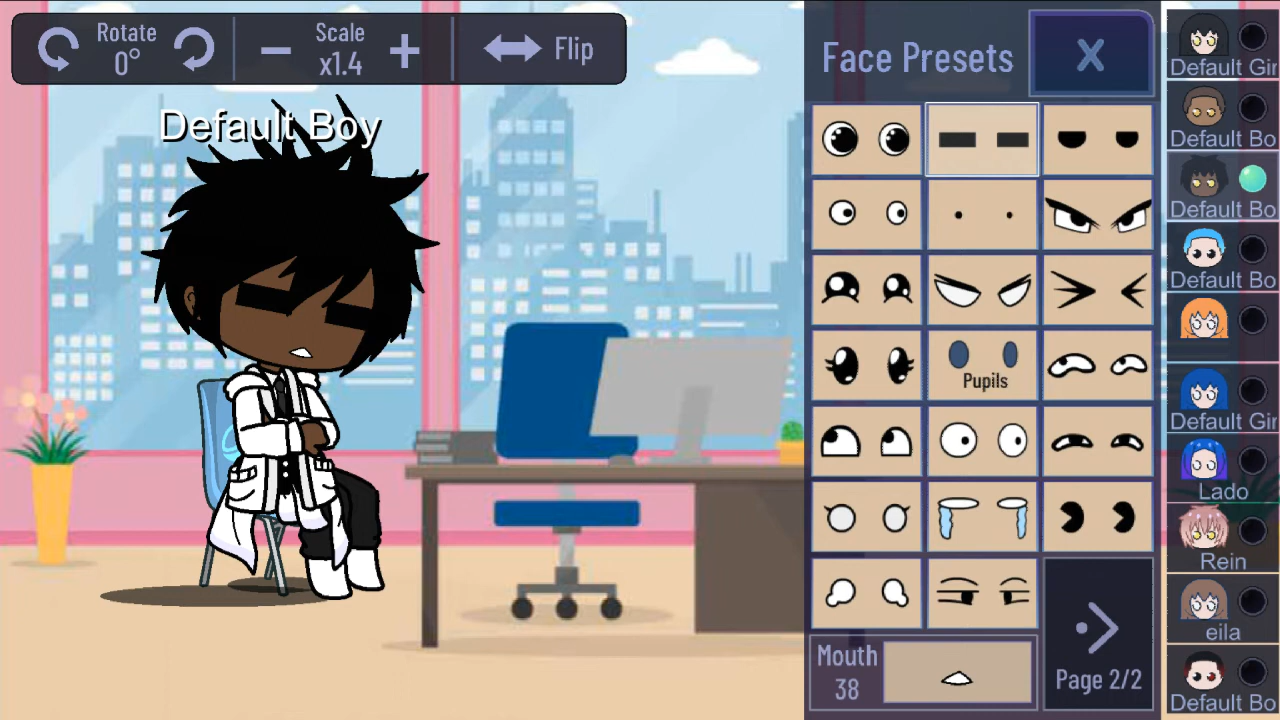 Rotate
0°
Scale
x1.4
Flip
Default Boy
Face Presets
X
Pupils
Mouth
38
Page 2/2
Default Gir
Default Bo
Default Bo
Default Bo
Default Gir
Lado
Rein
eila
Default Bo